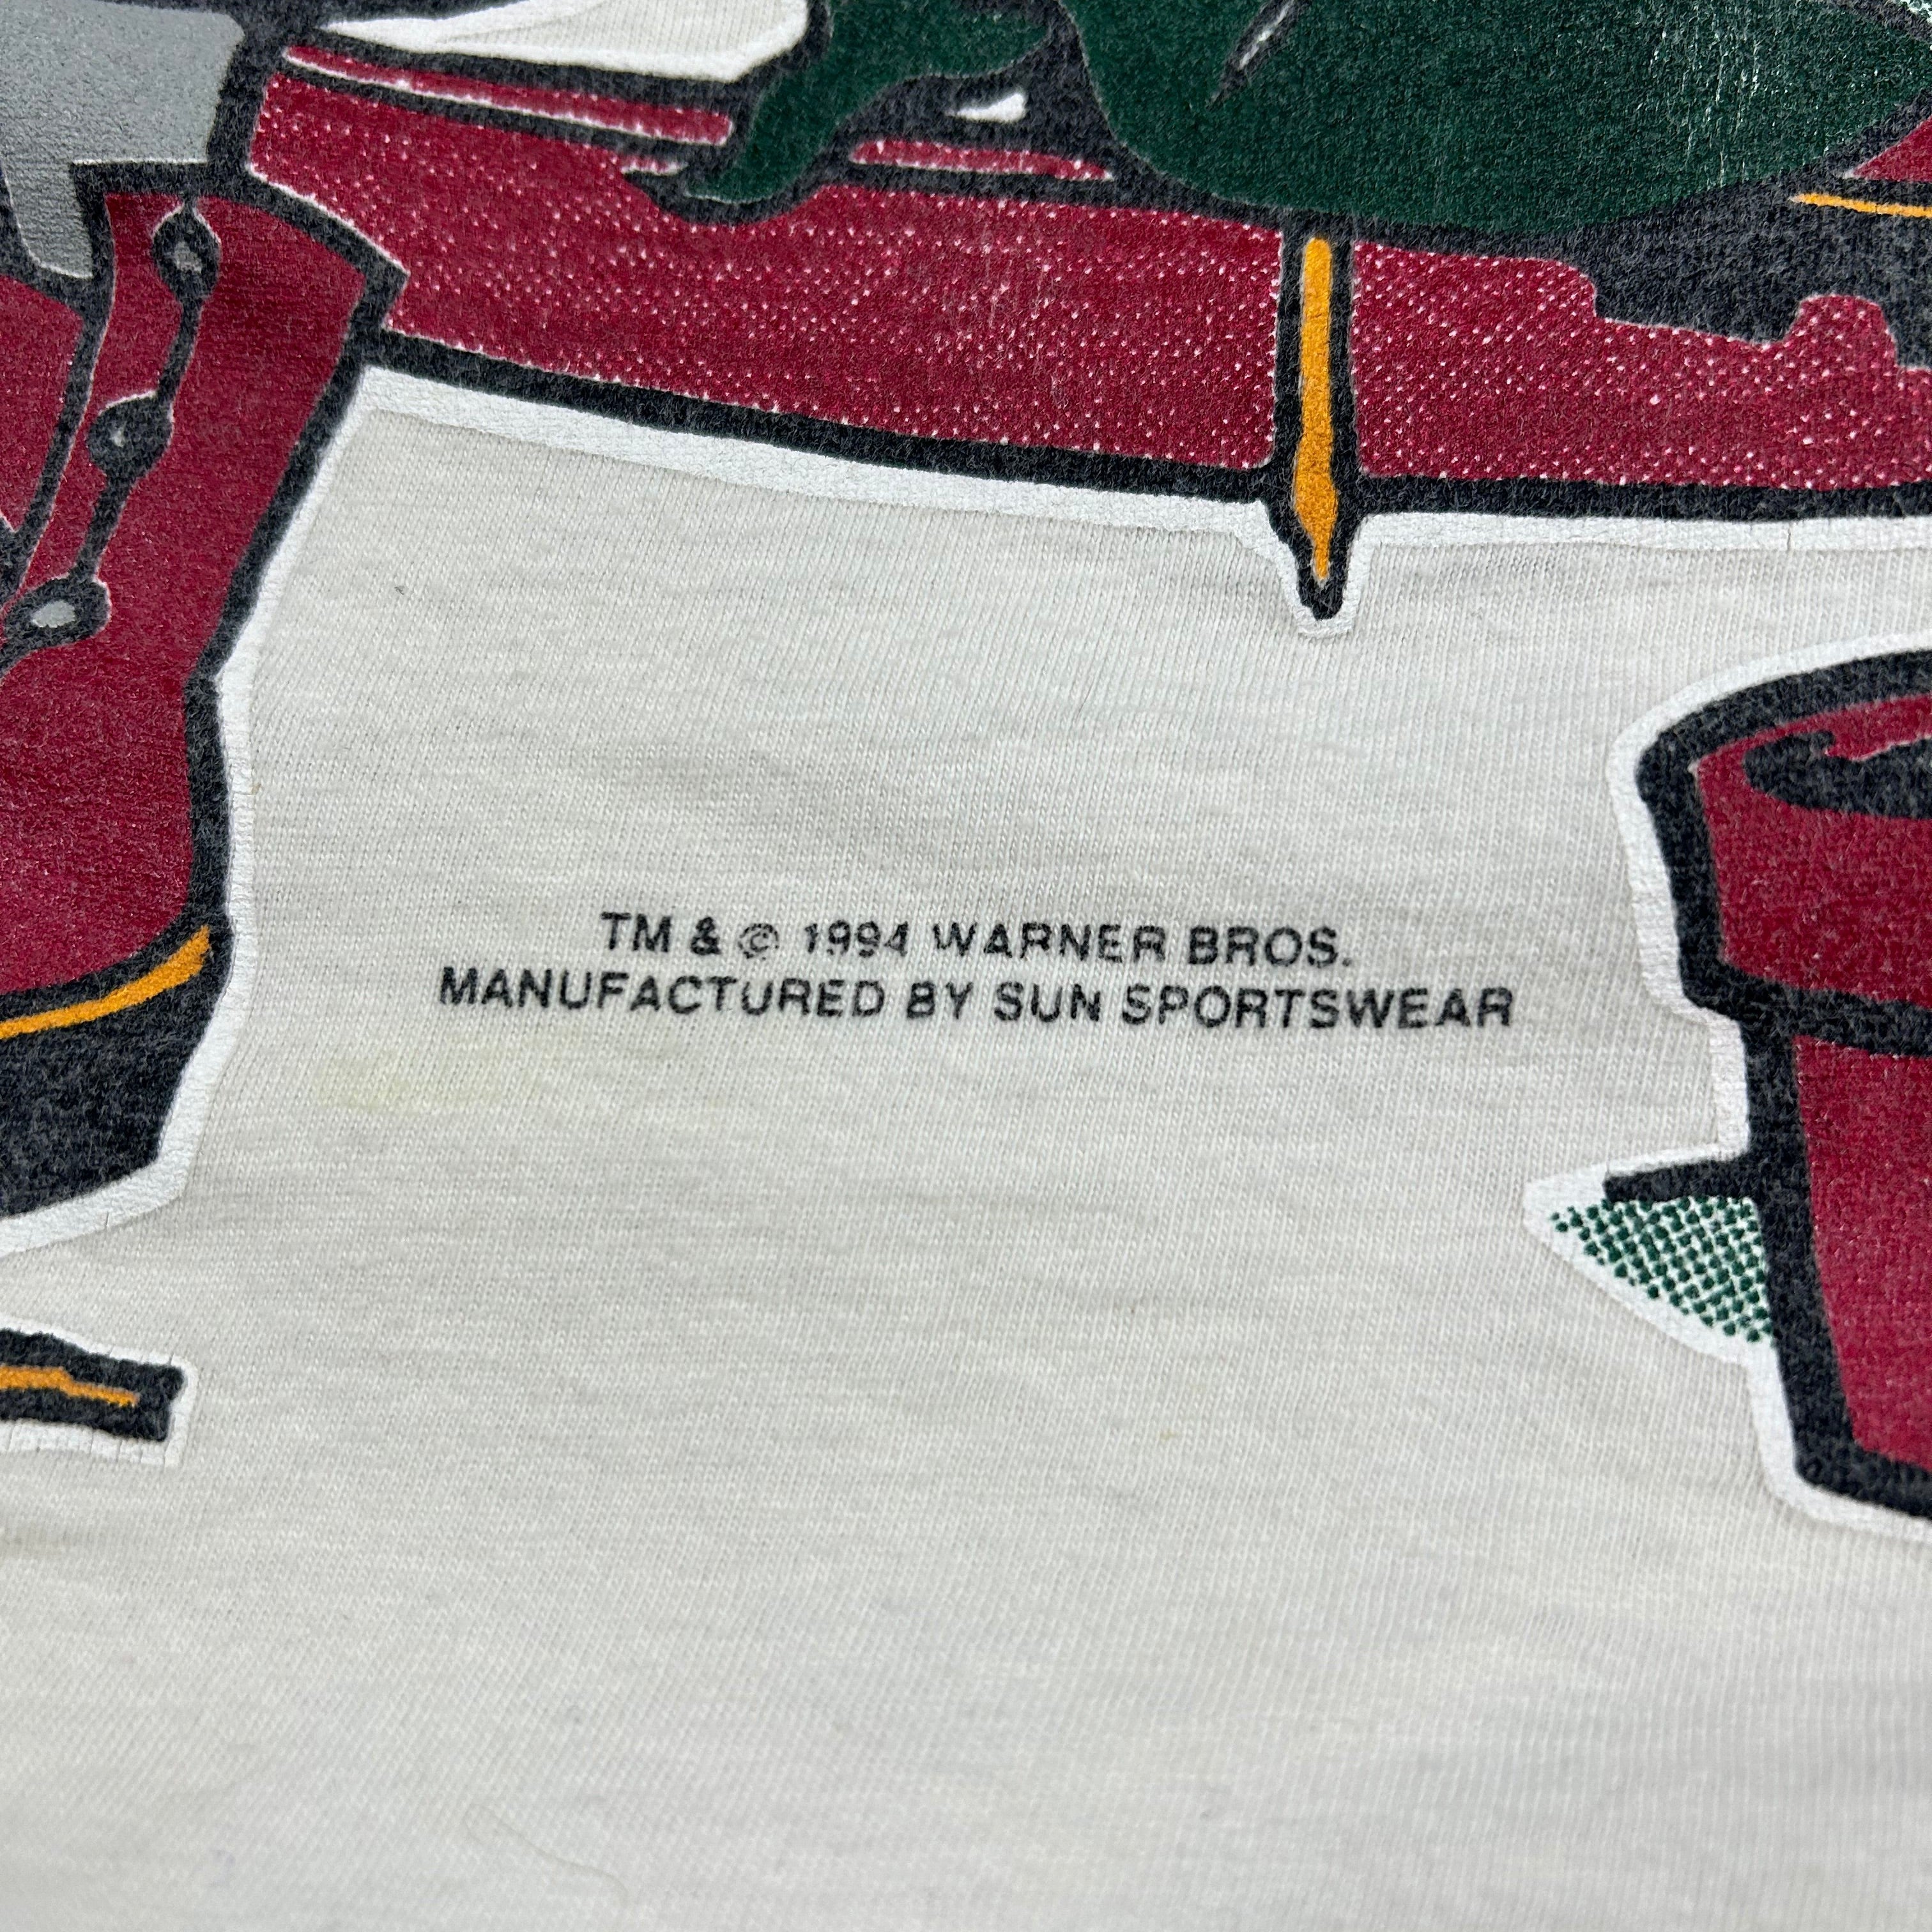 TM & © 1994 WARNER BROS.
MANUFACTURED BY SUN SPORTSWEAR